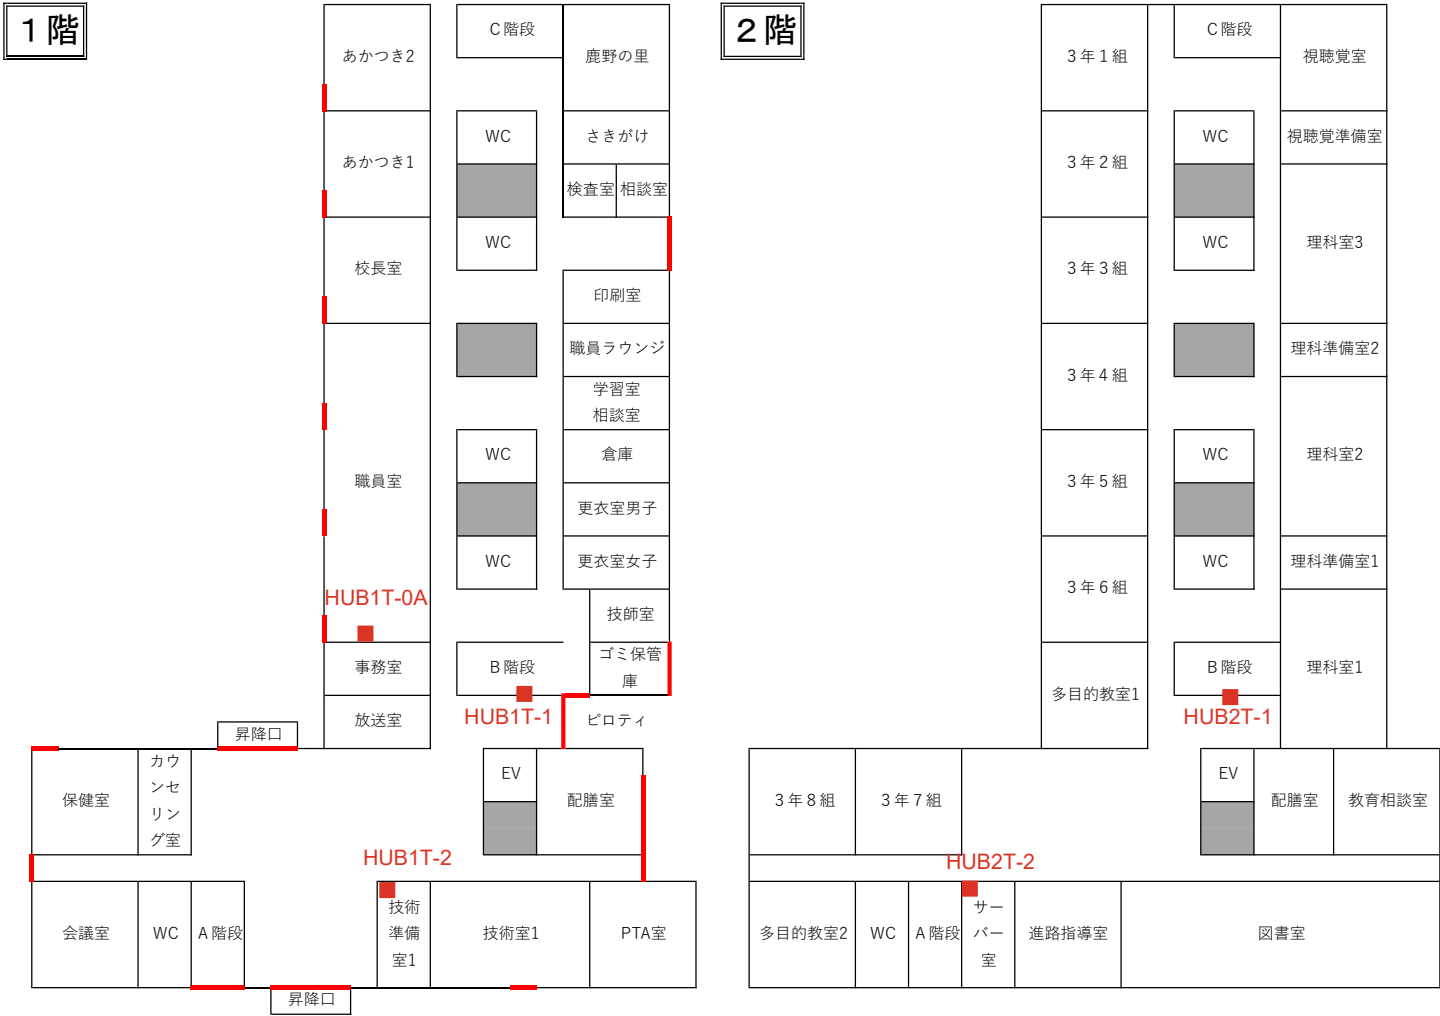 １階
あかつき2
C 階段
鹿野の里
あかつき1
WC
さきがけ
検査室
相談室
校長室
WC
印刷室
職員ラウンジ
学習室
相談室
職員室
WC
倉庫
更衣室男子
WC
更衣室女子
HUB1T-0A
技師室
事務室
B 階段
ゴミ保管
庫
HUB1T-1
放送室
ピロティ
昇降口
保健室
カウ
ンセ
リン
グ室
EV
配膳室
HUB1T-2
会議室
WC
A 階段
技術
準備
室1
技術室1
PTA室
昇降口
２階
3 年 1 組
C 階段
視聴覚室
3 年 2 組
WC
視聴覚準備室
3 年 3 組
WC
理科室3
3 年 4 組
理科準備室2
3 年 5 組
WC
理科室2
3 年 6 組
WC
理科準備室1
多目的教室1
B 階段
理科室1
HUB2T-1
3 年 8 組
3 年 7 組
EV
配膳室
教育相談室
HUB2T-2
多目的教室2
WC
A 階段
サー
バー
室
進路指導室
図書室